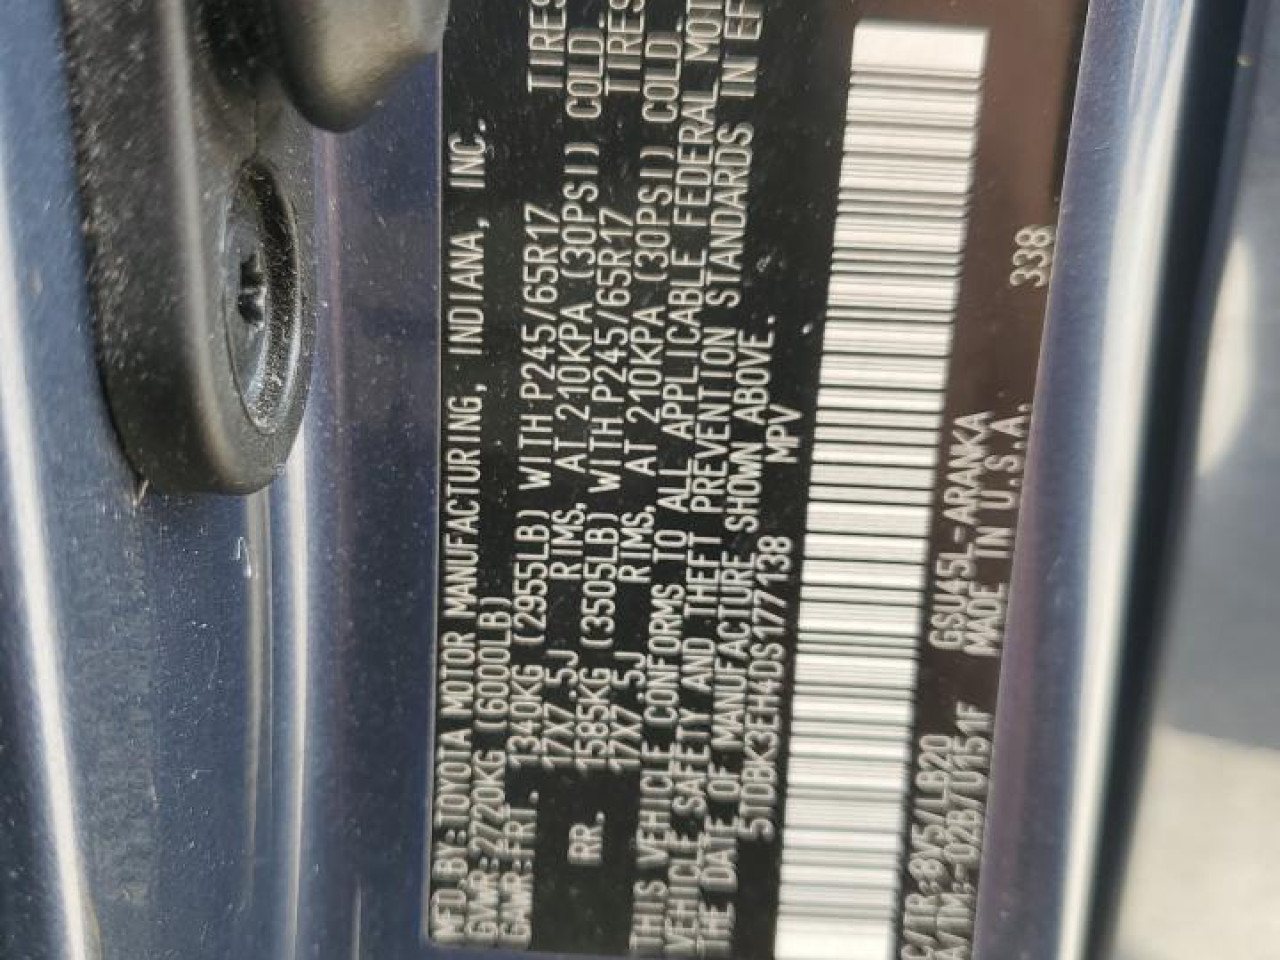 MFD.BY:TOYOTA MOTOR MANUFACTURING, INDIANA, INC.
GVWR:2720KG (6000LB)
GAWR:FRT. 1340KG (2955LB) WITH P245/65R17 TIRES
17X7.5J RIMS, AT 210KPA (30PSI) COLD
RR. 1585KG (3505LB) WITH P245/65R17 TIRES
17X7.5J RIMS, AT 210KPA (30PSI) COLD.
THIS VEHICLE CONFORMS TO ALL APPLICABLE FEDERAL MOT
VEHICLE SAFETY AND THEFT PREVENTION STANDARDS IN EF
THE DATE OF MANUFACTURE SHOWN ABOVE.
5TDBK3EH4DS177138 MPV
C/TR:8V5/LB20 GSU45L-ARANKA
A/TM:-02B/U151F MADE IN U.S.A. 338